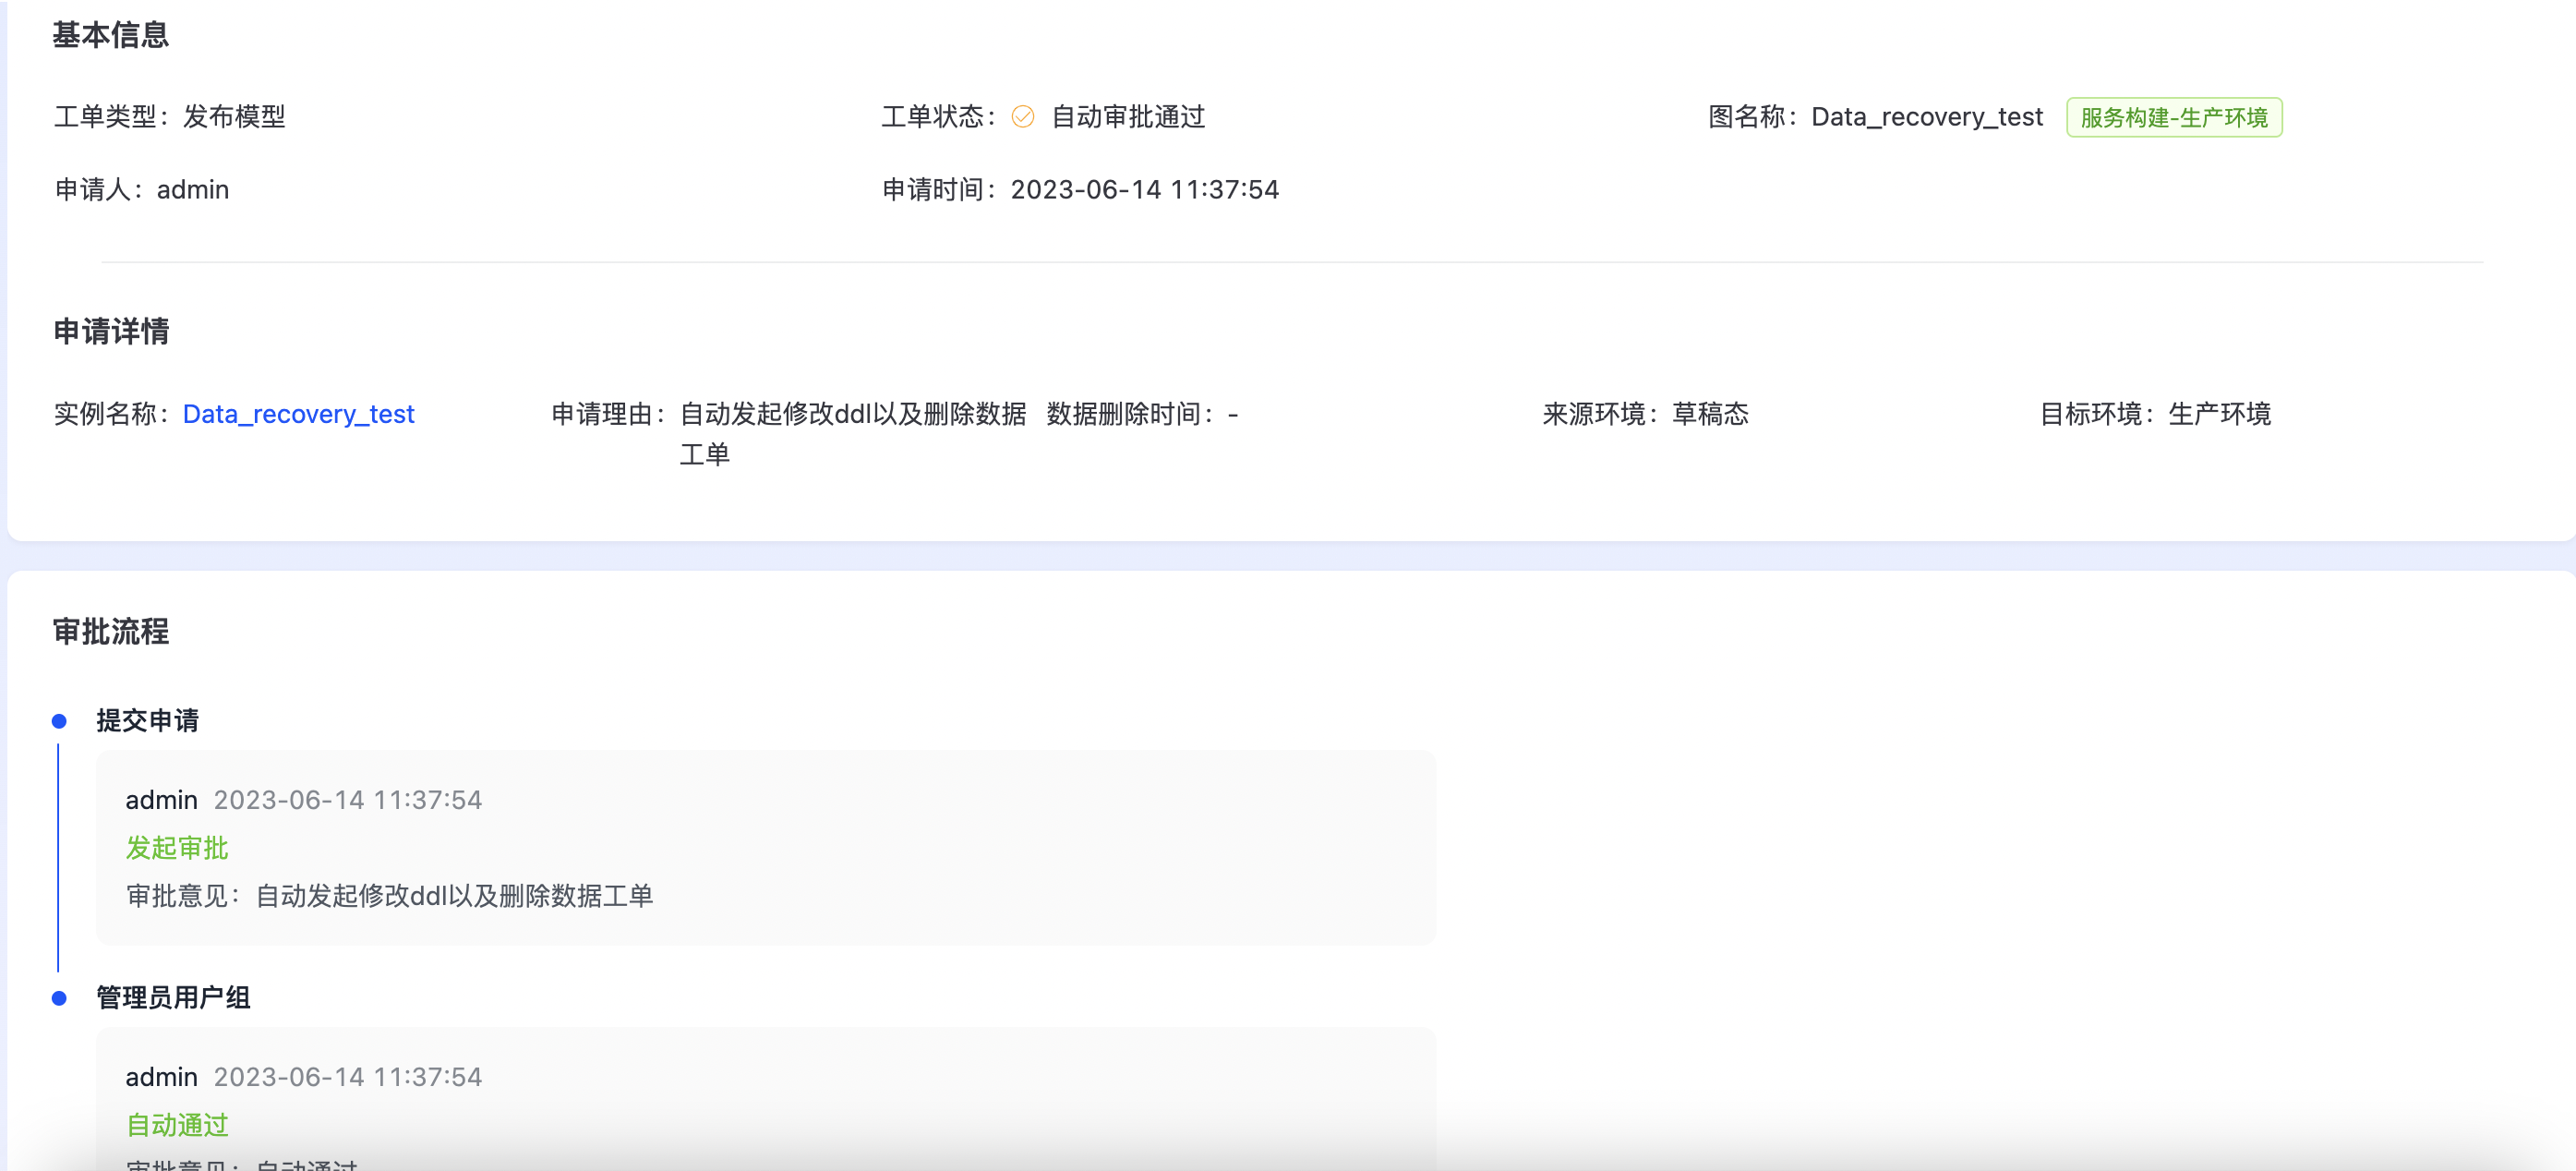 基本信息
工单类型：发布模型
工单状态： 自动审批通过
图名称：Data_recovery_test 服务构建-生产环境
申请人：admin
申请时间：2023-06-14 11:37:54
申请详情
实例名称：Data_recovery_test
申请理由：自动发起修改ddl以及删除数据
工单
数据删除时间：-
来源环境：草稿态
目标环境：生产环境
审批流程
提交申请
admin 2023-06-14 11:37:54
发起审批
审批意见：自动发起修改ddl以及删除数据工单
管理员用户组
admin 2023-06-14 11:37:54
自动通过
审批意见：自动通过